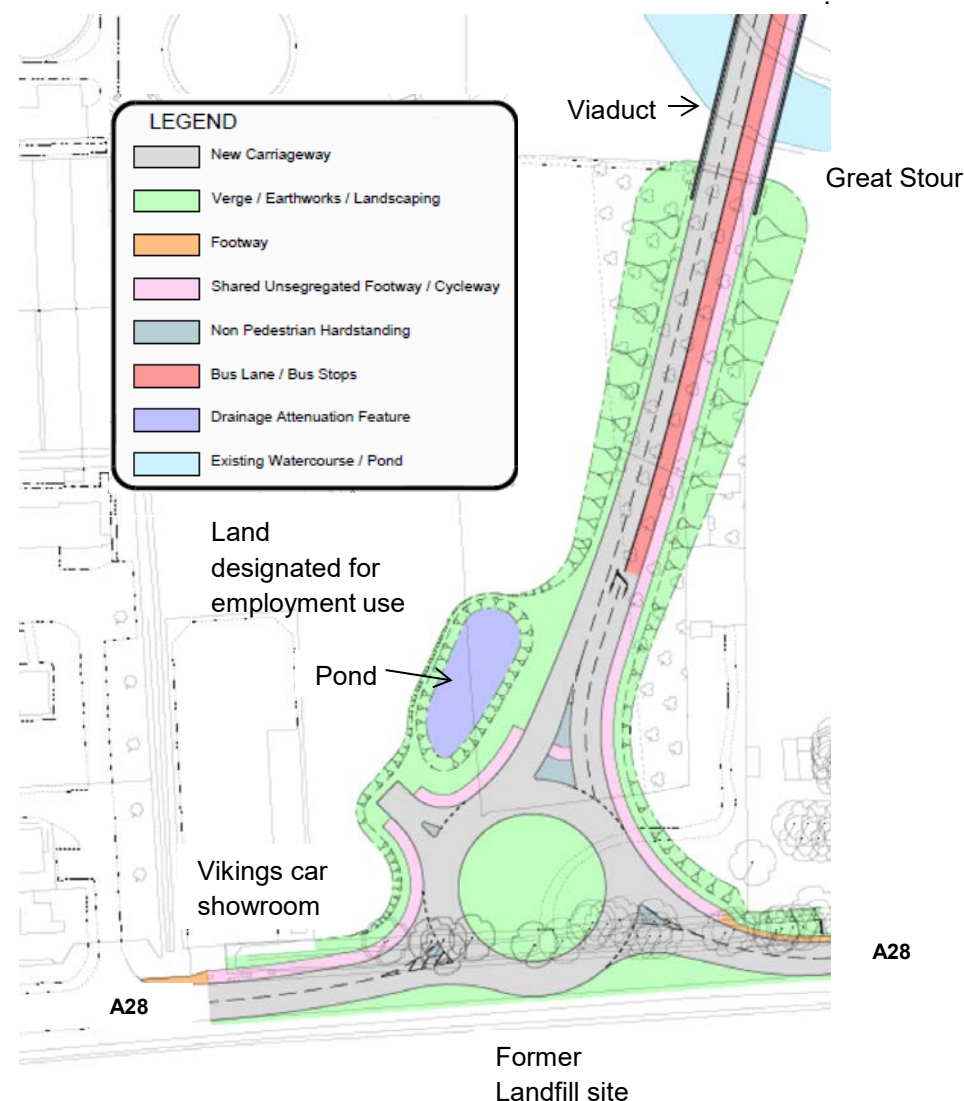 Viaduct
LEGEND
New Carriageway
Verge / Earthworks / Landscaping
Footway
Shared Unsegregated Footway / Cycleway
Non Pedestrian Hardstanding
Bus Lane / Bus Stops
Drainage Attenuation Feature
Existing Watercourse / Pond
Great Stour
Land
designated for
employment use
Pond
Vikings car
showroom
A28
A28
Former
Landfill site